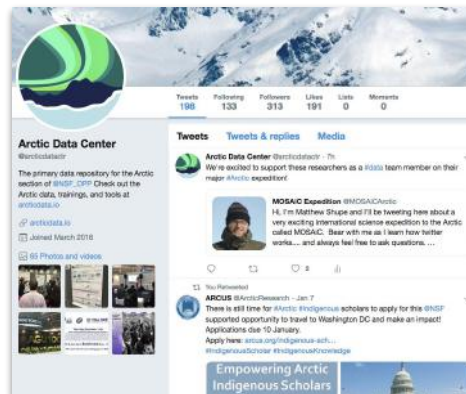 Tweets Following Followers Likes Lists Moments
198 133 313 191 0 0
Arctic Data Center
@arcticdatactr
The primary data repository for the Arctic
section of @NSF_OPP Check out the
Arctic data, trainings, and tools at
arcticdata.io
arcticdata.io
Joined March 2016
65 Photos and videos
Tweets Tweets & replies Media
Arctic Data Center @arcticdatactr · 7h
We're excited to support these researchers as a #data team member on their
major #Arctic expedition!
MOSAiC Expedition @MOSAiCArctic
Hi, I'm Matthew Shupe and I'll be tweeting here about a
very exciting international science expedition to the Arctic
called MOSAiC. Bear with me as I learn how twitter
works.... and always feel free to ask questions. ...
You Retweeted
ARCUS @ArcticResearch · Jan 7
There is still time for #Arctic #Indigenous scholars to apply for this @NSF
supported opportunity to travel to Washington DC and make an impact!
Applications due 10 January.
Apply here: arcus.org/indigenous-sch...
#IndigenousScholar #IndigenousKnowledge
Empowering Arctic
Indigenous Scholars